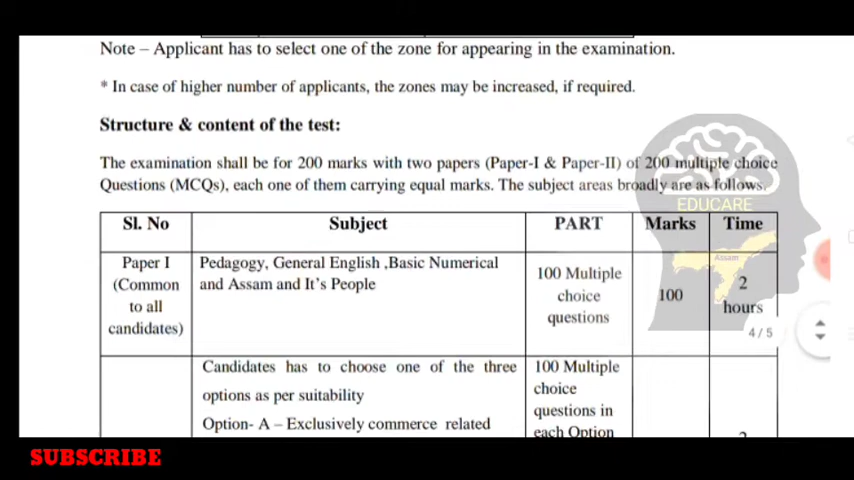 Note – Applicant has to select one of the zone for appearing in the examination.
* In case of higher number of applicants, the zones may be increased, if required.
Structure & content of the test:
The examination shall be for 200 marks with two papers (Paper-I & Paper-II) of 200 multiple choice
Questions (MCQs), each one of them carrying equal marks. The subject areas broadly are as follows.
EDUCARE
Sl. No Subject PART Marks Time
Paper I
(Common
to all
candidates)
Pedagogy, General English ,Basic Numerical
and Assam and It's People
100 Multiple
choice
questions
100
2
hours
Assam
4 / 5
Candidates has to choose one of the three
options as per suitability
Option- A – Exclusively commerce related
100 Multiple
choice
questions in
each Option
SUBSCRIBE